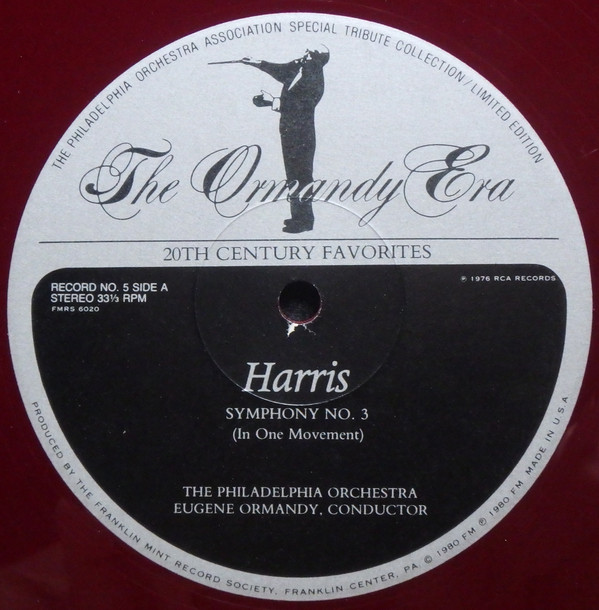 THE PHILADELPHIA ORCHESTRA ASSOCIATION SPECIAL TRIBUTE COLLECTION/LIMITED EDITION
The Ormandy Era
20TH CENTURY FAVORITES
RECORD NO. 5 SIDE A
STEREO 33⅓ RPM
FMRS 6020
℗ 1976 RCA RECORDS
Harris
SYMPHONY NO. 3
(In One Movement)
THE PHILADELPHIA ORCHESTRA
EUGENE ORMANDY, CONDUCTOR
PRODUCED BY THE FRANKLIN MINT RECORD SOCIETY, FRANKLIN CENTER, PA. © 1980 FM ℗ 1980 FM MADE IN U.S.A.